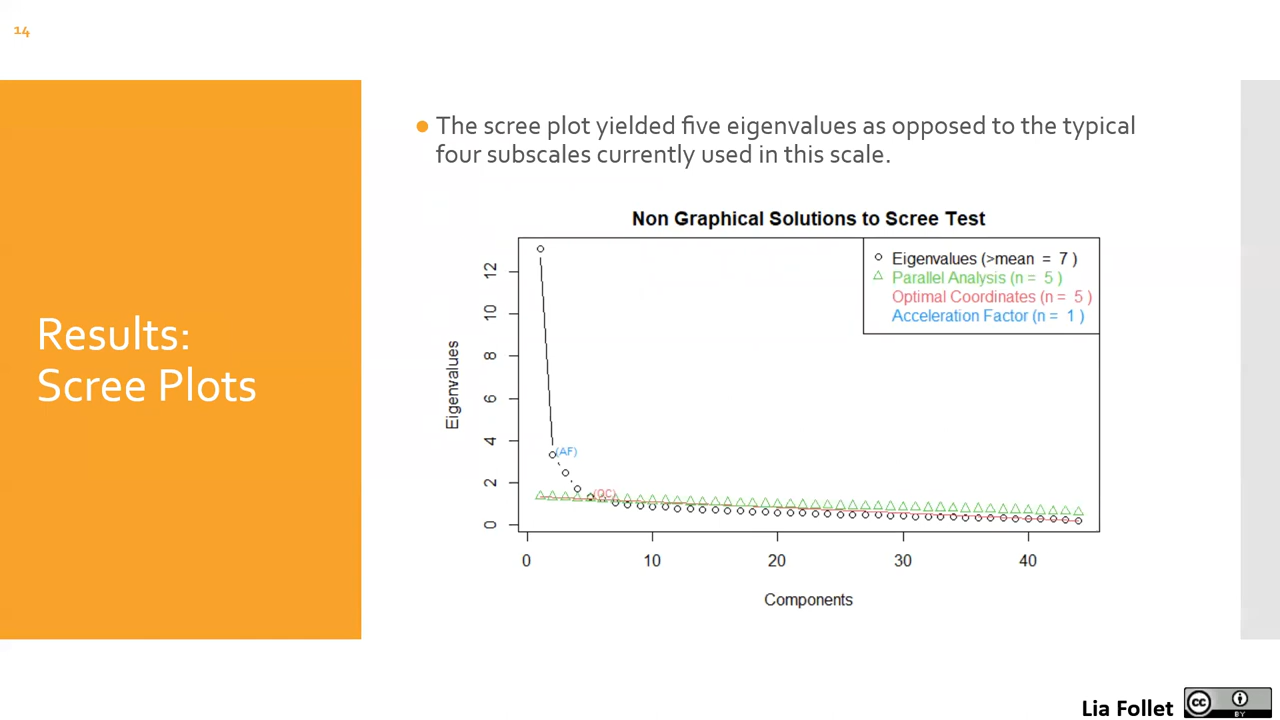 14
Results:
Scree Plots
The scree plot yielded five eigenvalues as opposed to the typical
four subscales currently used in this scale.
Non Graphical Solutions to Scree Test
Eigenvalues (>mean = 7 )
Parallel Analysis (n = 5 )
Optimal Coordinates (n = 5 )
Acceleration Factor (n = 1 )
Eigenvalues
12
10
8
6
4
2
0
(AF)
(OC)
0 10 20 30 40
Components
Lia Follet
cc
BY